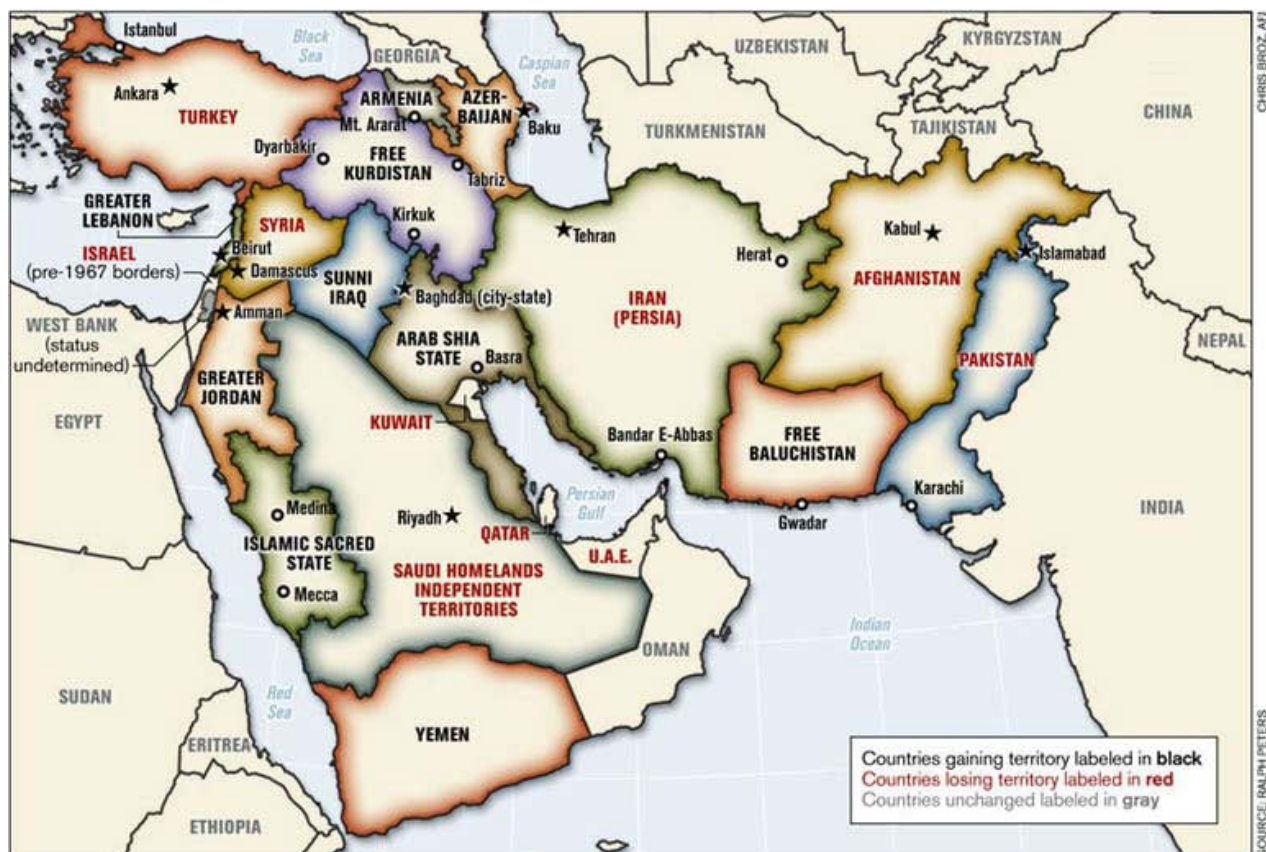 Istanbul
Black
Sea
GEORGIA
Caspian
Sea
UZBEKISTAN
KYRGYZSTAN
CHRIS BROZ, AFJ
Ankara
TURKEY
ARMENIA
AZER-
BAIJAN
Mt. Ararat
Baku
TURKMENISTAN
TAJIKISTAN
CHINA
Dyarbakir
FREE
KURDISTAN
Tabriz
GREATER
LEBANON
SYRIA
Kirkuk
Tehran
Herat
Kabul
Islamabad
ISRAEL
(pre-1967 borders)
Beirut
Damascus
SUNNI
IRAQ
Baghdad (city-state)
IRAN
(PERSIA)
AFGHANISTAN
WEST BANK
(status
undetermined)
Amman
ARAB SHIA
STATE
Basra
PAKISTAN
NEPAL
GREATER
JORDAN
EGYPT
KUWAIT
Bandar E-Abbas
FREE
BALUCHISTAN
Karachi
INDIA
Medina
Riyadh
Persian
Gulf
Gwadar
QATAR
ISLAMIC SACRED
STATE
U.A.E.
Mecca
SAUDI HOMELANDS
INDEPENDENT
TERRITORIES
OMAN
Indian
Ocean
SUDAN
Red
Sea
ERITREA
YEMEN
ETHIOPIA
Countries gaining territory labeled in black
Countries losing territory labeled in red
Countries unchanged labeled in gray
SOURCE: RALPH PETERS